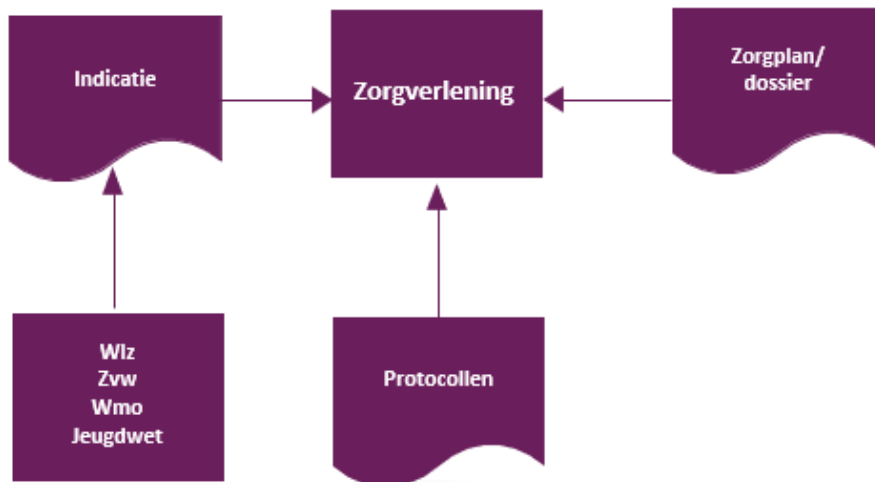 Indicatie
Zorgverlening
Zorgplan/
dossier
Wlz
Zvw
Wmo
Jeugdwet
Protocollen